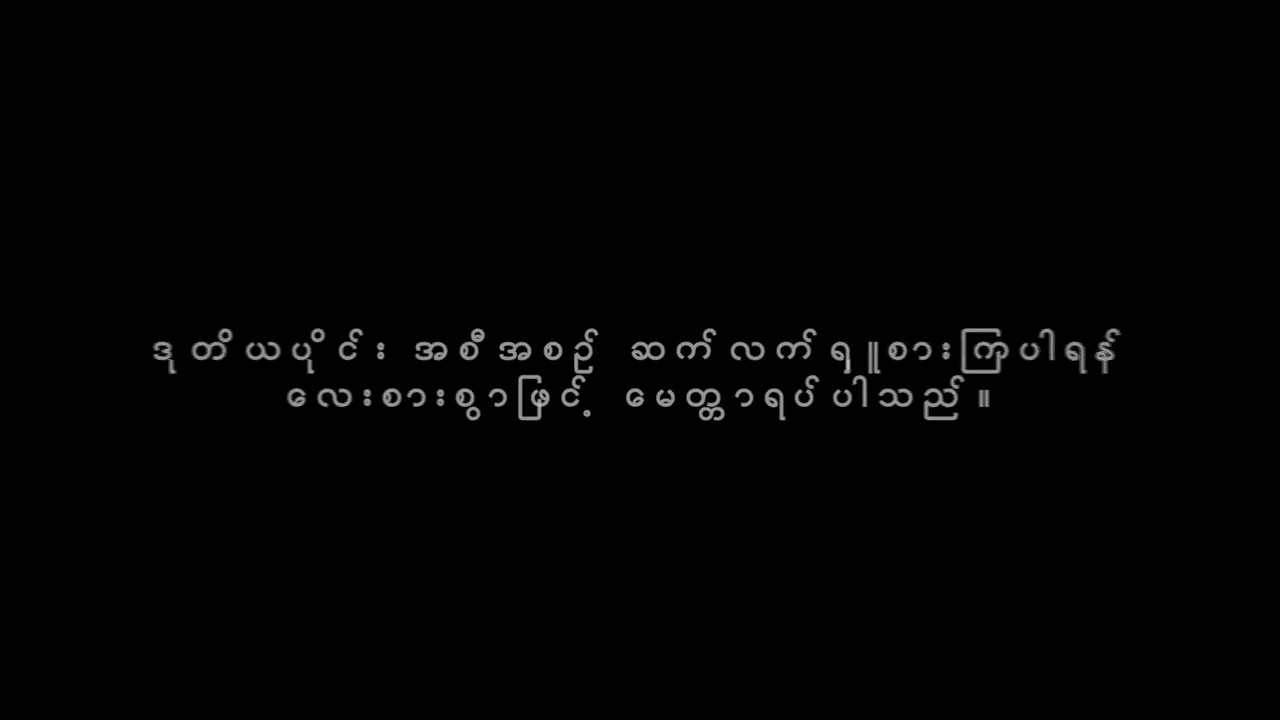 ဒုတိယပိုင်း အစီအစဉ် ဆက်လက်ရှူစားကြပါရန်
လေးစားစွာဖြင့် မေတ္တာရပ်ပါသည်။